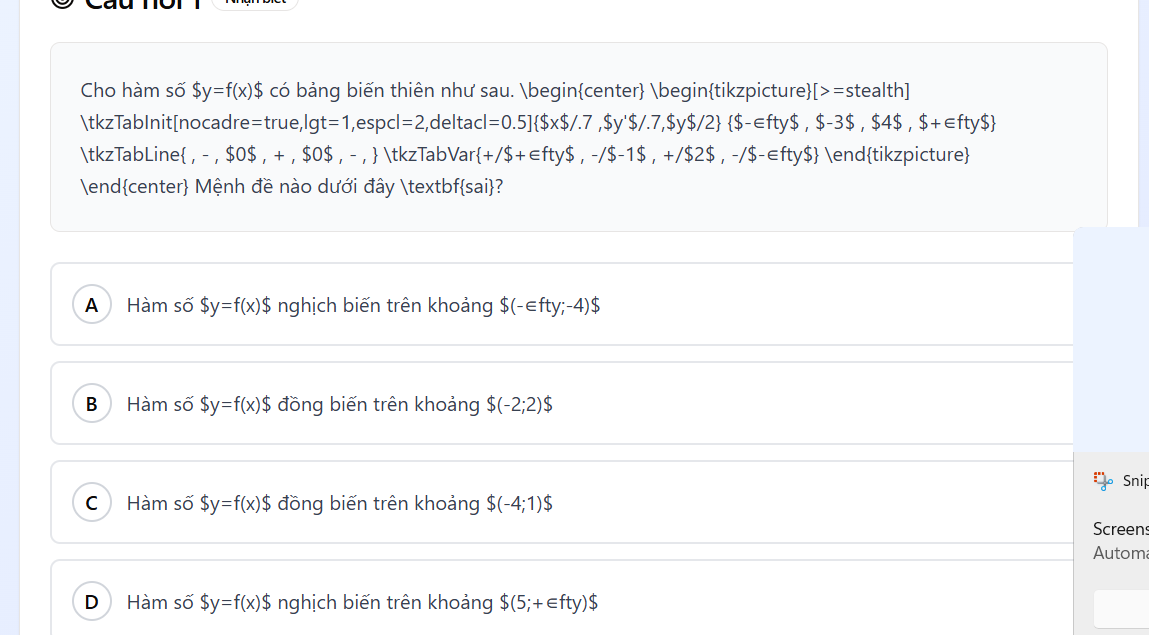 Câu hỏi 1 Nhận biết
Cho hàm số $y=f(x)$ có bảng biến thiên như sau. \begin{center} \begin{tikzpicture}[>=stealth]
\tkzTabInit[nocadre=true,lgt=1,espcl=2,deltacl=0.5]{$x$/.7 ,$y'$/.7,$y$/2} {$-∈fty$ , $-3$ , $4$ , $+∈fty$}
\tkzTabLine{ , - , $0$ , + , $0$ , - , } \tkzTabVar{+/$+∈fty$ , -/$-1$ , +/$2$ , -/$-∈fty$} \end{tikzpicture}
\end{center} Mệnh đề nào dưới đây \textbf{sai}?
A Hàm số $y=f(x)$ nghịch biến trên khoảng $(-∈fty;-4)$
B Hàm số $y=f(x)$ đồng biến trên khoảng $(-2;2)$
C Hàm số $y=f(x)$ đồng biến trên khoảng $(-4;1)$
Snip
Screens
Automa
D Hàm số $y=f(x)$ nghịch biến trên khoảng $(5;+∈fty)$